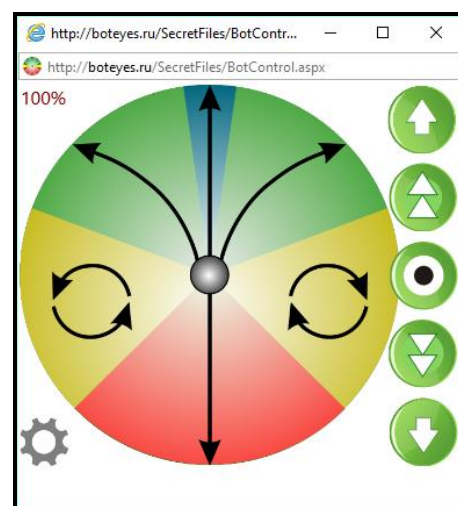 http://boteyes.ru/SecretFiles/BotContr...
http://boteyes.ru/SecretFiles/BotControl.aspx
100%